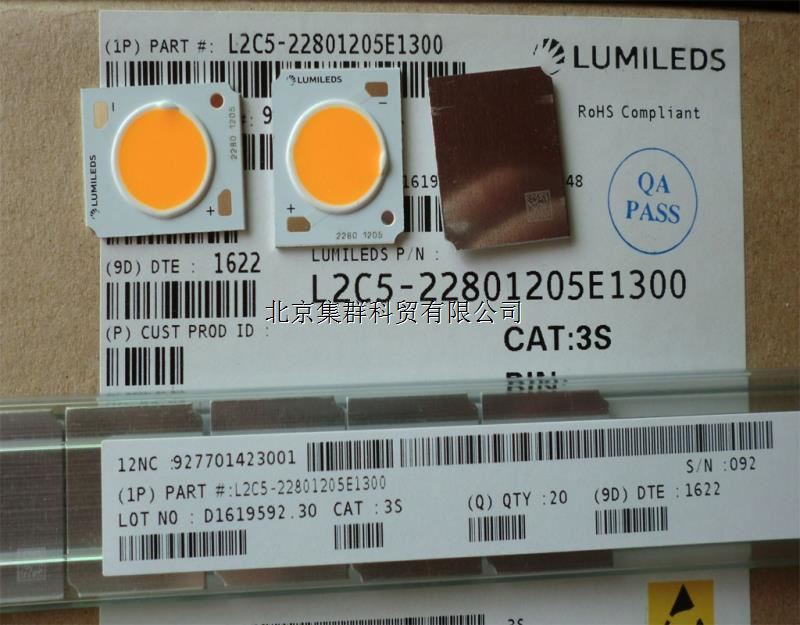 (1P) PART #: L2C5-22801205E1300
LUMILEDS
RoHS Compliant
LUMILEDS
2280 1205
LUMILEDS
2280 1205
QA
PASS
LUMILEDS P/N :
(9D) DTE : 1622
L2C5-22801205E1300
北京集群科贸有限公司
(P) CUST PROD ID :
CAT:3S
12NC :927701423001
S/N :092
(1P) PART #:L2C5-22801205E1300
LOT NO : D1619592.30 CAT :3S
(Q) QTY :20 (9D) DTE :1622